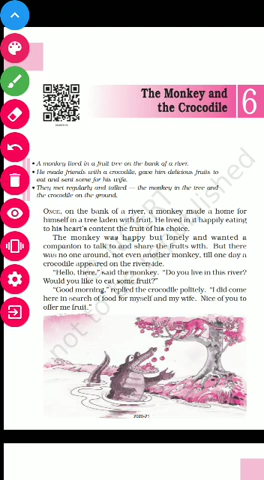 The Monkey and
the Crocodile
6
• A monkey lived in a fruit tree on the bank of a river.
• He made friends with a crocodile, gave him delicious fruits to
eat and sent some for his wife.
• They met regularly and talked — the monkey in the tree and
the crocodile on the ground.
ONCE, on the bank of a river, a monkey made a home for
himself in a tree laden with fruit. He lived in it happily eating
to his heart's content the fruit of his choice.
The monkey was happy but lonely and wanted a
companion to talk to and share the fruits with. But there
was no one around, not even another monkey, till one day a
crocodile appeared on the riverside.
"Hello, there," said the monkey. "Do you live in this river?
Would you like to eat some fruit?"
"Good morning," replied the crocodile politely. "I did come
here in search of food for myself and my wife. Nice of you to
offer me fruit."
2020-21